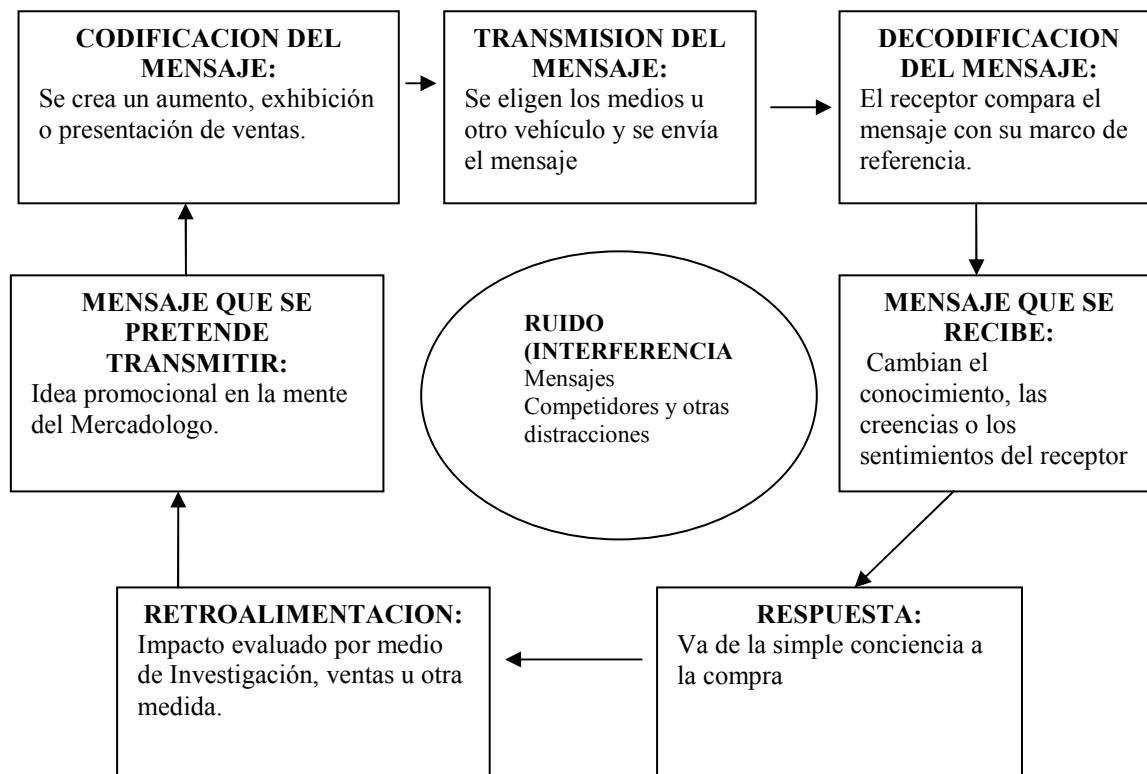 CODIFICACION DEL
MENSAJE:
Se crea un aumento, exhibición
o presentación de ventas.
TRANSMISION DEL
MENSAJE:
Se eligen los medios u
otro vehículo y se envía
el mensaje
DECODIFICACION
DEL MENSAJE:
El receptor compara el
mensaje con su marco de
referencia.
MENSAJE QUE SE
PRETENDE
TRANSMITIR:
Idea promocional en la mente
del Mercadologo.
RUIDO
(INTERFERENCIA
Mensajes
Competidores y otras
distracciones
MENSAJE QUE SE
RECIBE:
Cambian el
conocimiento, las
creencias o los
sentimientos del receptor
RETROALIMENTACION:
Impacto evaluado por medio
de Investigación, ventas u otra
medida.
RESPUESTA:
Va de la simple conciencia a
la compra